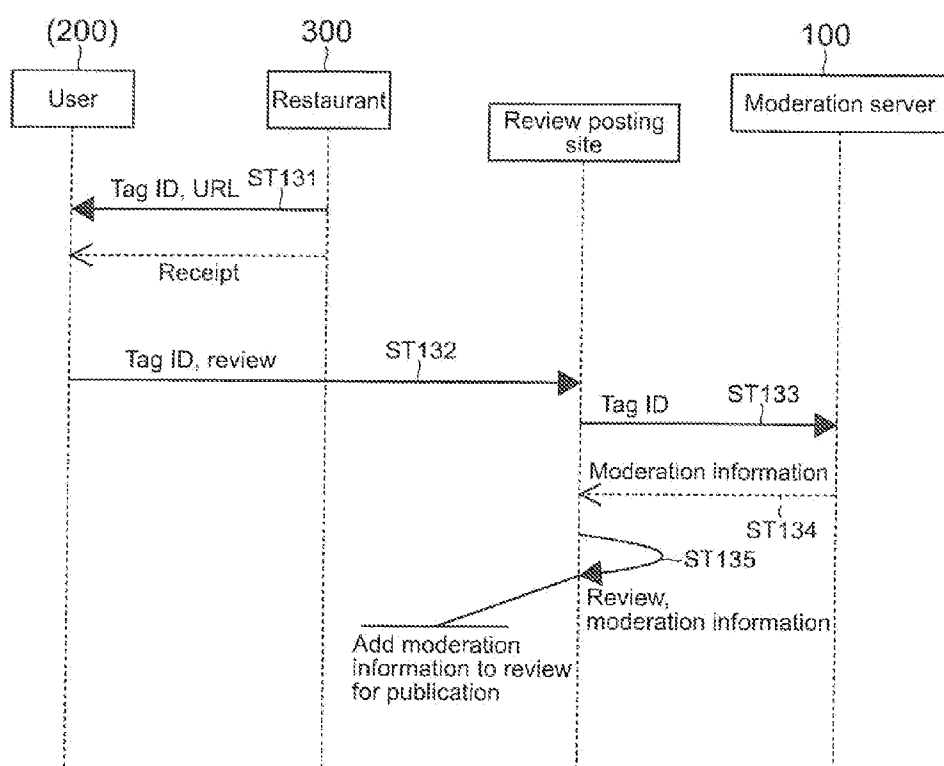 (200)
300
100
User
Restaurant
Review posting
site
Moderation server
Tag ID, URL
ST131
Receipt
Tag ID, review
ST132
Tag ID
ST133
Moderation information
ST134
ST135
Review,
moderation information
Add moderation
information to review
for publication